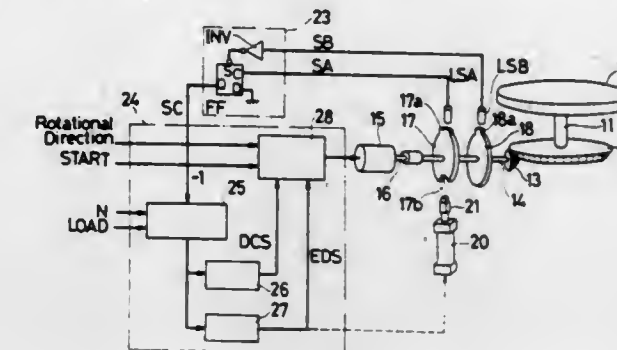 23
INV
SB
SA
LSA
LSB
SC
FF
SC
24
28
15
17a
17
18a
18
11
Rotational
Direction
START
-1
25
16
17b
21
14
13
N
LOAD
DCS
EDS
20
26
27